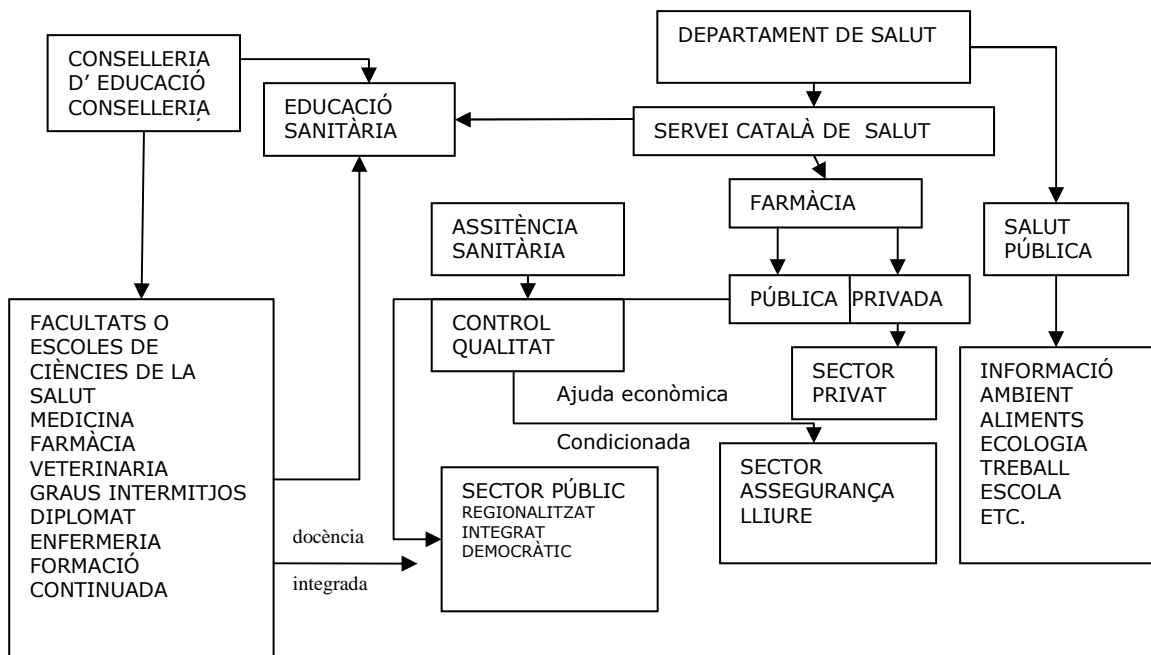 CONSELLERIA
D' EDUCACIÓ
CONSELLERIA
DEPARTAMENT DE SALUT
EDUCACIÓ
SANITÀRIA
SERVEI CATALÀ DE SALUT
FARMÀCIA
ASSITÈNCIA
SANITÀRIA
SALUT
PÚBLICA
PÚBLICA
PRIVADA
CONTROL
QUALITAT
SECTOR
PRIVAT
Ajuda econòmica
Condicionada
FACULTATS O
ESCOLES DE
CIÈNCIES DE LA
SALUT
MEDICINA
FARMÀCIA
VETERINARIA
GRAUS INTERMITJOS
DIPLOMAT
ENFERMERIA
FORMACIÓ
CONTINUADA
docència
integrada
SECTOR PÚBLIC
REGIONALITZAT
INTEGRAT
DEMOCRÀTIC
SECTOR
ASSEGURANÇA
LLIURE
INFORMACIÓ
AMBIENT
ALIMENTS
ECOLOGIA
TREBALL
ESCOLA
ETC.